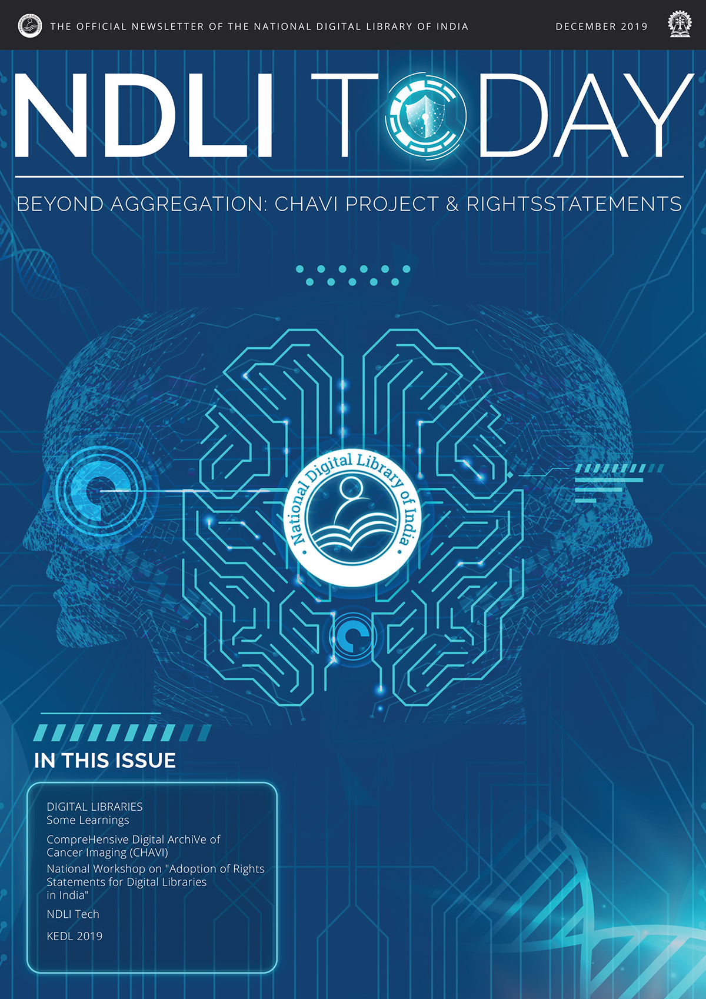 THE OFFICIAL NEWSLETTER OF THE NATIONAL DIGITAL LIBRARY OF INDIA
DECEMBER 2019
NDLI TODAY
BEYOND AGGREGATION: CHAVI PROJECT & RIGHTSSTATEMENTS
• National Digital Library of India •
IN THIS ISSUE
DIGITAL LIBRARIES
Some Learnings
CompreHensive Digital ArchiVe of
Cancer Imaging (CHAVI)
National Workshop on "Adoption of Rights
Statements for Digital Libraries
in India"
NDLI Tech
KEDL 2019